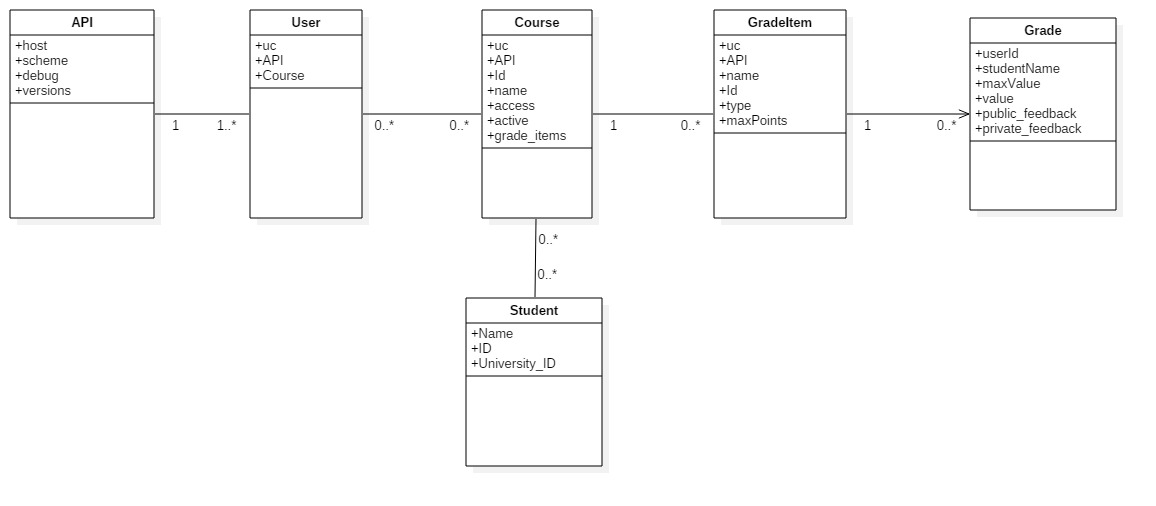 API
+host
+scheme
+debug
+versions
User
+uc
+API
+Course
Course
+uc
+API
+Id
+name
+access
+active
+grade_items
GradeItem
+uc
+API
+name
+Id
+type
+maxPoints
Grade
+userId
+studentName
+maxValue
+value
+public_feedback
+private_feedback
1
1..*
0..*
0..*
1
0..*
1
0..*
0..*
0..*
Student
+Name
+ID
+University_ID